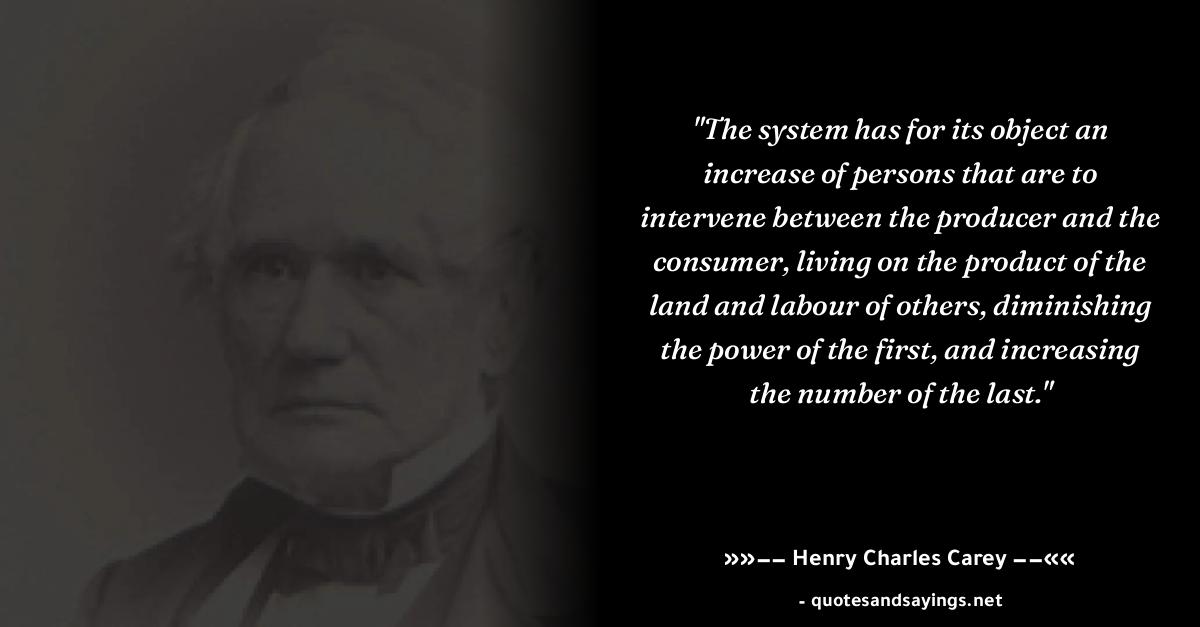 "The system has for its object an
increase of persons that are to
intervene between the producer and the
consumer, living on the product of the
land and labour of others, diminishing
the power of the first, and increasing
the number of the last."
»»–– Henry Charles Carey ––««
- quotesandsayings.net